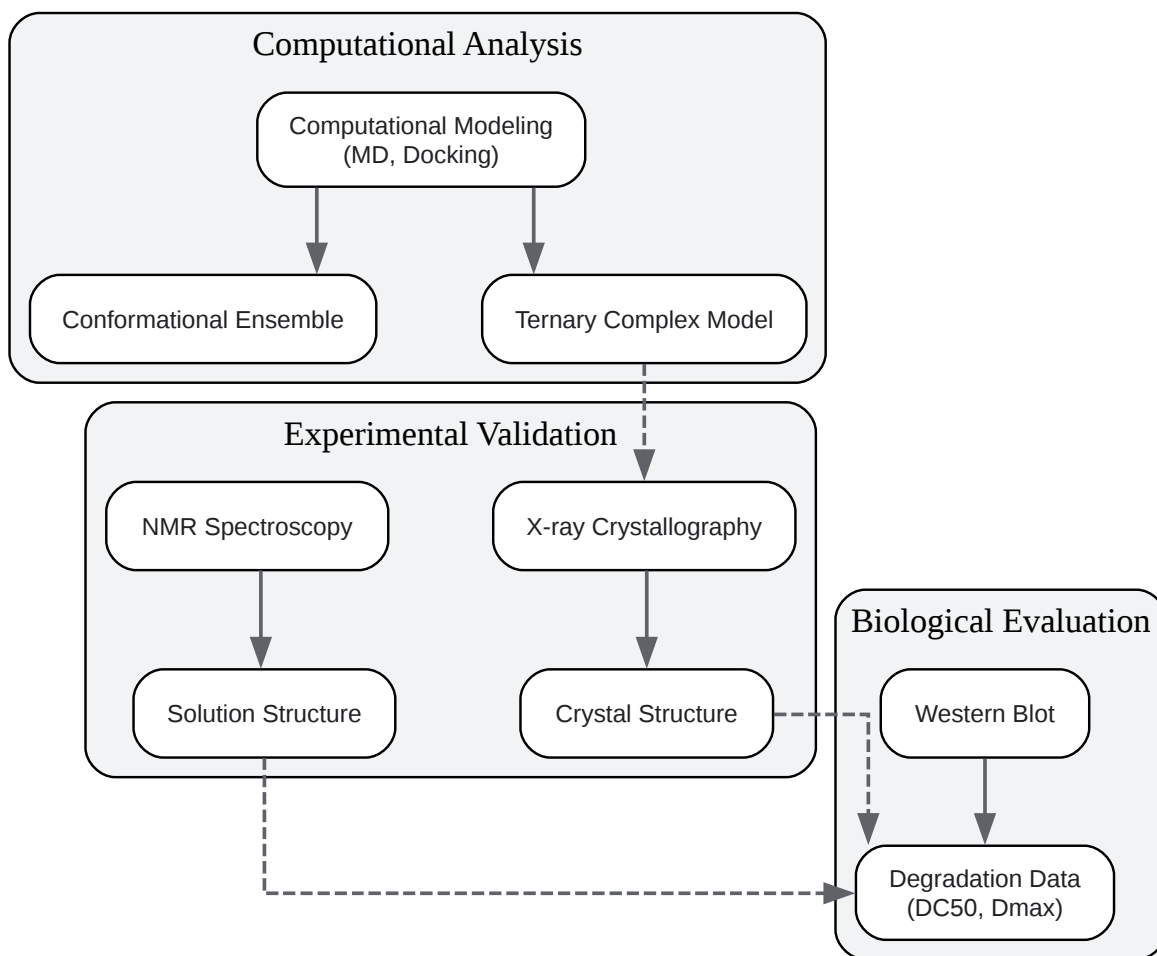 Computational Analysis
Computational Modeling
(MD, Docking)
Conformational Ensemble
Ternary Complex Model
Experimental Validation
NMR Spectroscopy
X-ray Crystallography
Solution Structure
Crystal Structure
Biological Evaluation
Western Blot
Degradation Data
(DC50, Dmax)